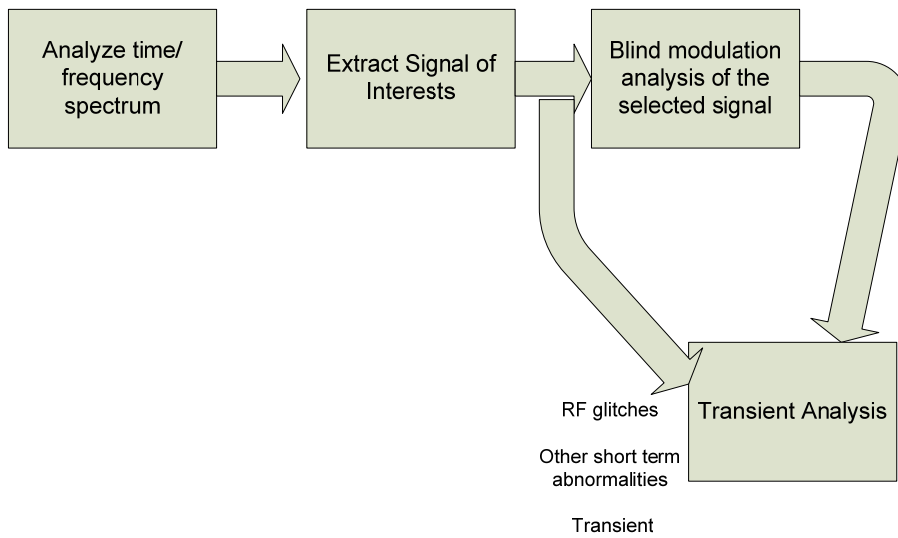 Analyze time/
frequency
spectrum
Extract Signal of
Interests
Blind modulation
analysis of the
selected signal
Transient Analysis
RF glitches
Other short term
abnormalities
Transient